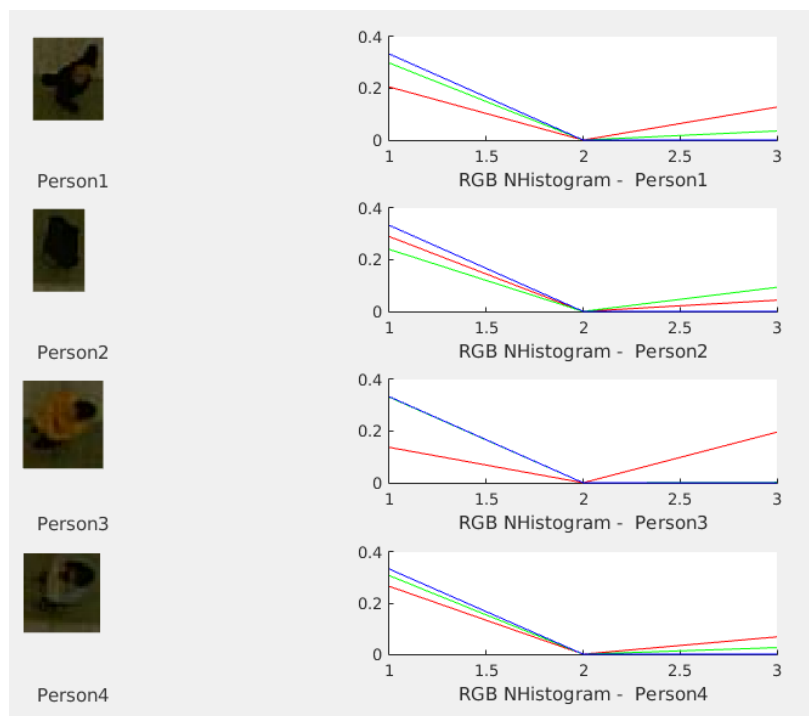 0.4
0.2
0
1 1.5 2 2.5 3
Person1 RGB NHistogram - Person1
0.4
0.2
0
1 1.5 2 2.5 3
Person2 RGB NHistogram - Person2
0.4
0.2
0
1 1.5 2 2.5 3
Person3 RGB NHistogram - Person3
0.4
0.2
0
1 1.5 2 2.5 3
Person4 RGB NHistogram - Person4